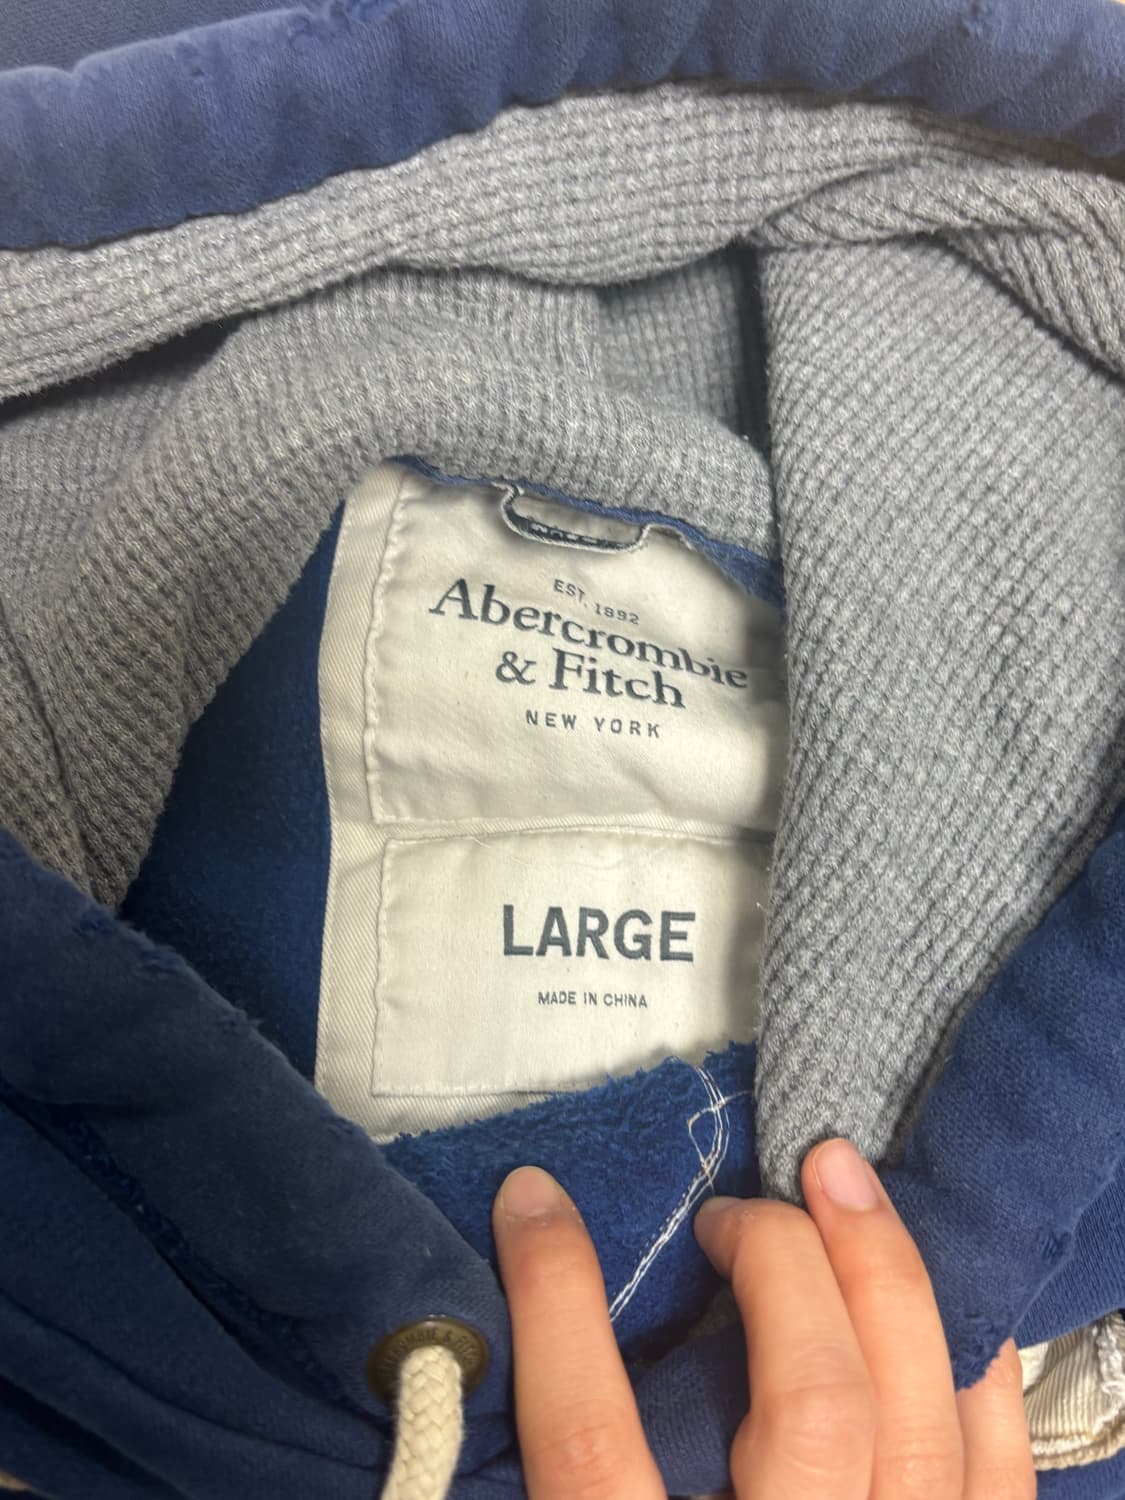 EST. 1892
Abercrombie
& Fitch
NEW YORK
LARGE
MADE IN CHINA